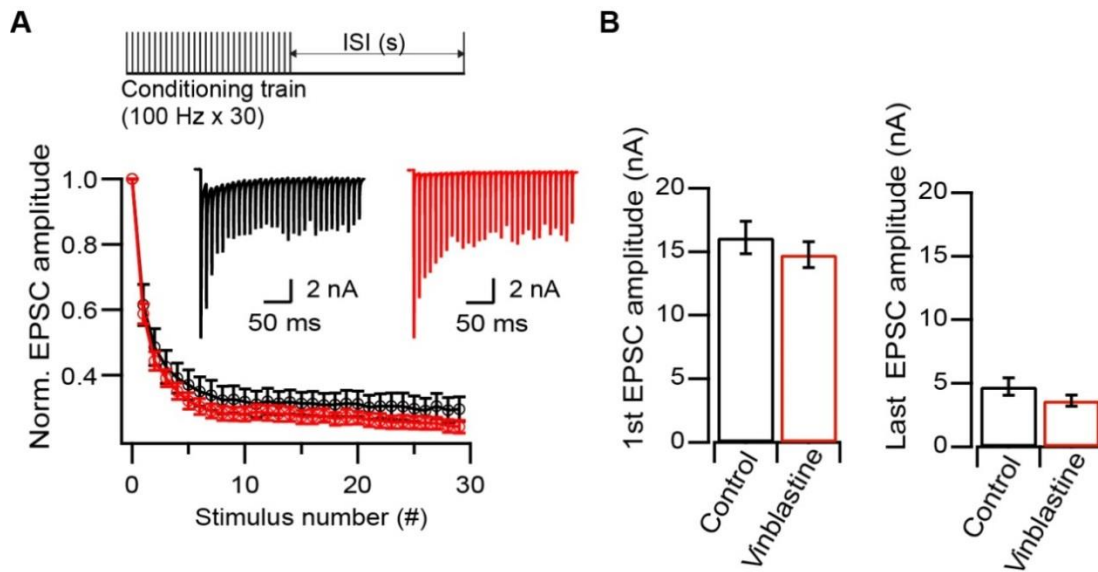 A
ISI (s)
Conditioning train
(100 Hz x 30)
Norm. EPSC amplitude
1.0
0.8
0.6
0.4
2 nA
50 ms
2 nA
50 ms
0
10
20
30
Stimulus number (#)
B
1st EPSC amplitude (nA)
20
15
10
5
0
Control
Vinblastine
Last EPSC amplitude (nA)
20
15
10
5
0
Control
Vinblastine